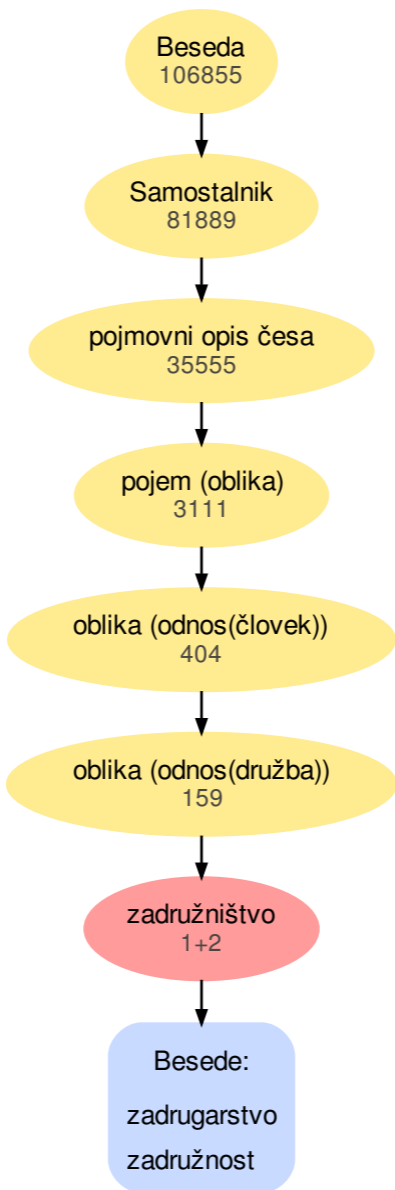 Beseda
106855
Samostalnik
81889
pojmovni opis česa
35555
pojem (oblika)
3111
oblika (odnos(človek))
404
oblika (odnos(družba))
159
zadružništvo
1+2
Besede:
zadrugarstvo
zadružnost